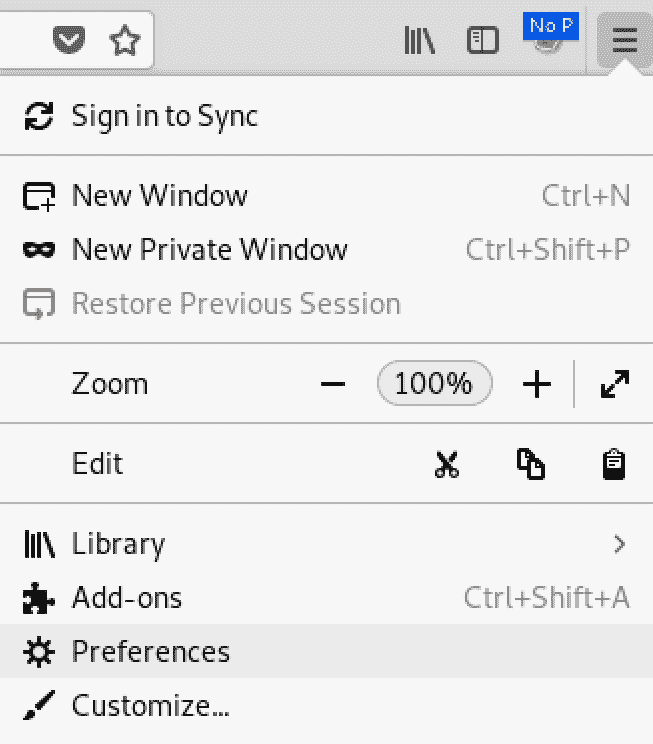 No P
Sign in to Sync
New Window Ctrl+N
New Private Window Ctrl+Shift+P
Restore Previous Session
Zoom 100%
Edit
Library
Add-ons Ctrl+Shift+A
Preferences
Customize...